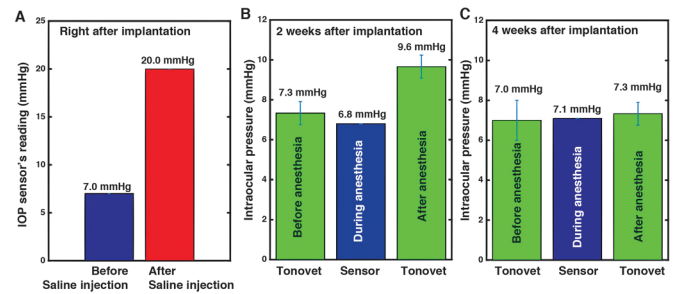 A
Right after implantation
IOP sensor's reading (mmHg)
25
20
15
10
5
0
7.0 mmHg
20.0 mmHg
Before
Saline injection
After
Saline injection
B
2 weeks after implantation
Intraocular pressure (mmHg)
12
10
8
6
4
2
0
7.3 mmHg
6.8 mmHg
9.6 mmHg
Before anesthesia
During anesthesia
After anesthesia
Tonovet
Sensor
Tonovet
C
4 weeks after implantation
Intraocular pressure (mmHg)
12
10
8
6
4
2
0
7.0 mmHg
7.1 mmHg
7.3 mmHg
Before anesthesia
During anesthesia
After anesthesia
Tonovet
Sensor
Tonovet